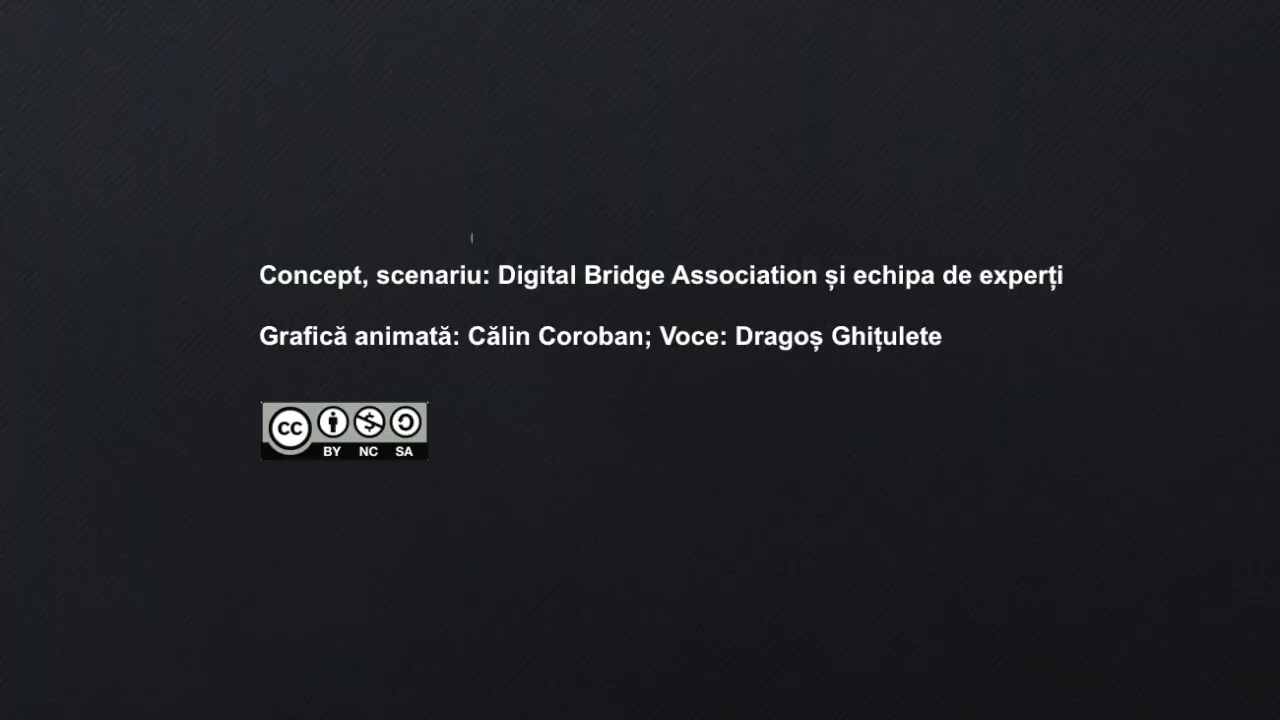 Concept, scenariu: Digital Bridge Association și echipa de experți
Grafică animată: Călin Coroban; Voce: Dragoș Ghițulete
CC BY NC SA